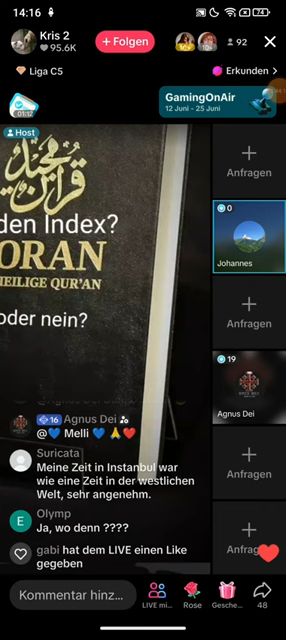 14:16
74
Kris 2
95.6K
+ Folgen
92
Liga C5
Erkunden >
01:12
GamingOnAir
12 Juni - 25 Juni
Host
قرآن مجيد
den Index?
ORAN
HEILIGE QUR'AN
oder nein?
Anfragen
0
Johannes
Anfragen
19
Agnus Dei
Anfragen
Anfragen
16 Agnus Dei
@💙 Melli 💙 🙏❤️
Suricata
Meine Zeit in Instanbul war
wie eine Zeit in der westlichen
Welt, sehr angenehm.
E
Olymp
Ja, wo denn ????
gabi hat dem LIVE einen Like
gegeben
Kommentar hinz...
LIVE mi...
Rose
Gesche...
48